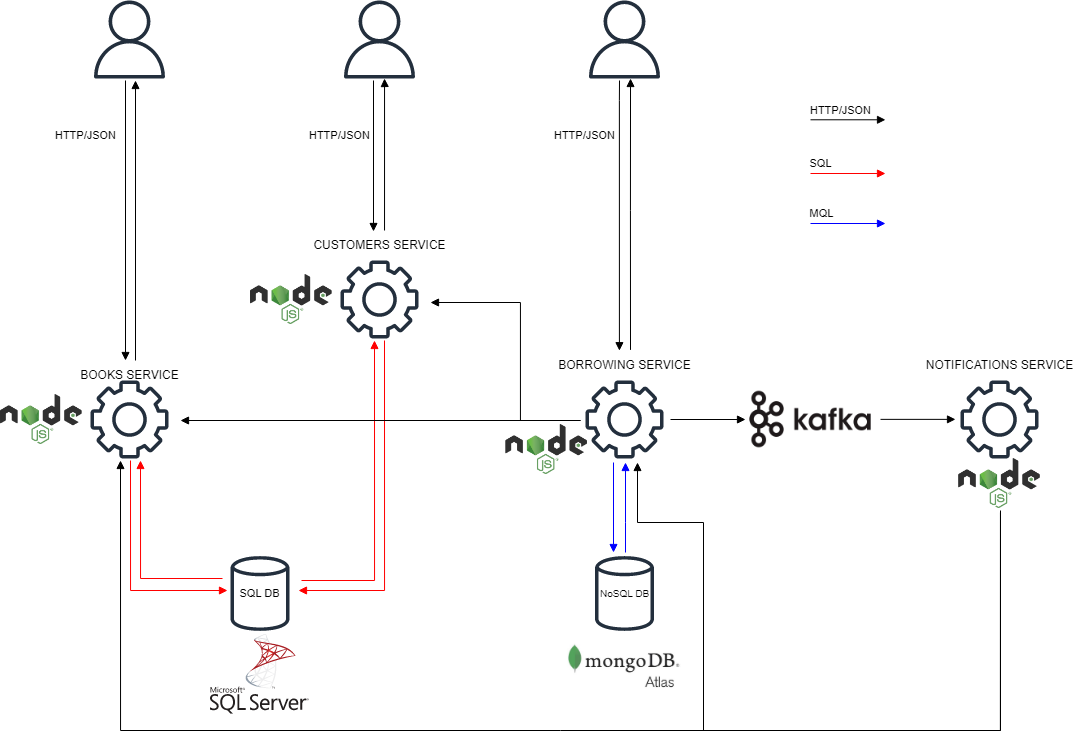 HTTP/JSON
HTTP/JSON
HTTP/JSON
HTTP/JSON
SQL
MQL
CUSTOMERS SERVICE
node
JS
BOOKS SERVICE
node
JS
BORROWING SERVICE
node
JS
kafka
NOTIFICATIONS SERVICE
node
JS
SQL DB
Microsoft®
SQL Server
NoSQL DB
mongoDB.
Atlas